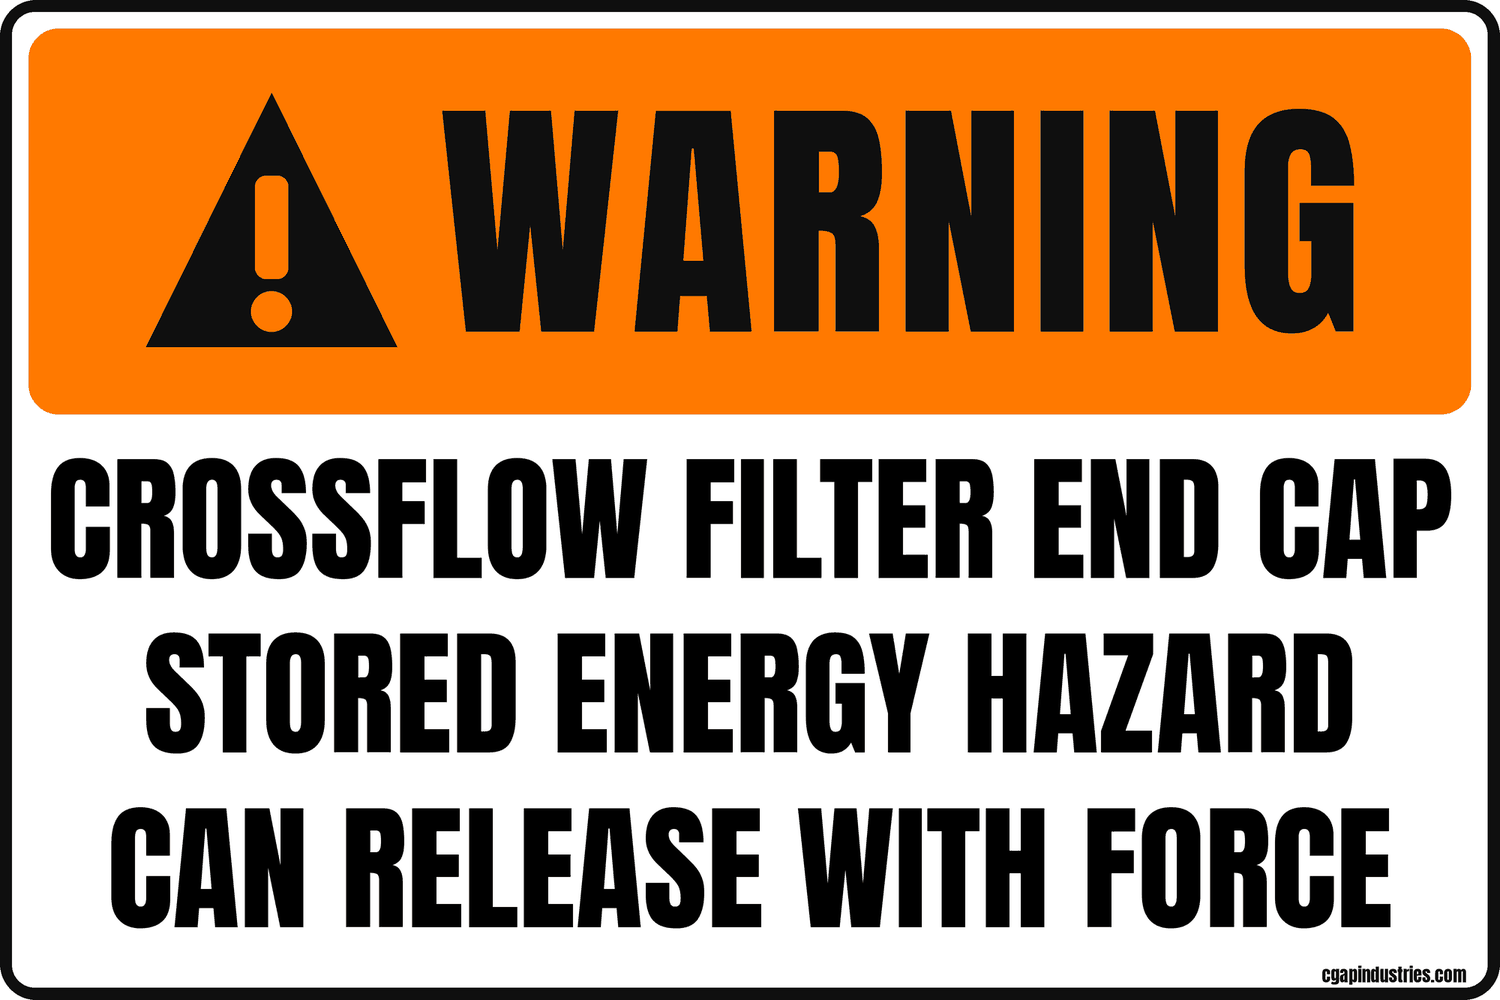 WARNING
CROSSFLOW FILTER END CAP
STORED ENERGY HAZARD
CAN RELEASE WITH FORCE
cgapindustries.com